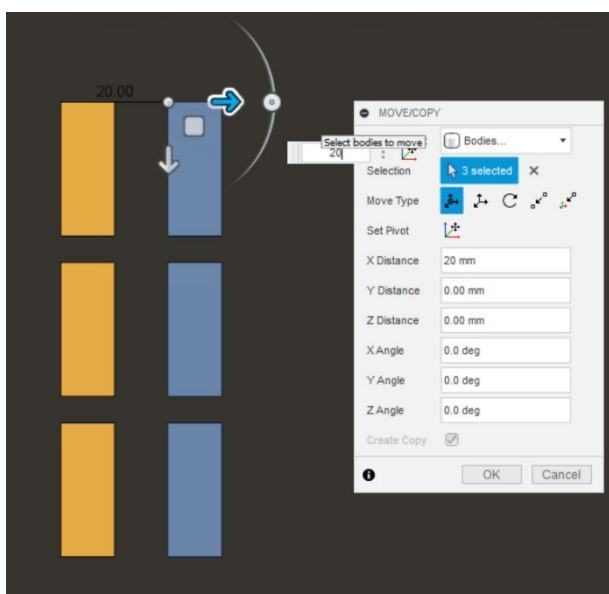 20.00
MOVE/COPY
Select bodies to move
Bodies...
20
Selection
3 selected
Move Type
Set Pivot
X Distance
20 mm
Y Distance
0.00 mm
Z Distance
0.00 mm
X Angle
0.0 deg
Y Angle
0.0 deg
Z Angle
0.0 deg
Create Copy
OK
Cancel